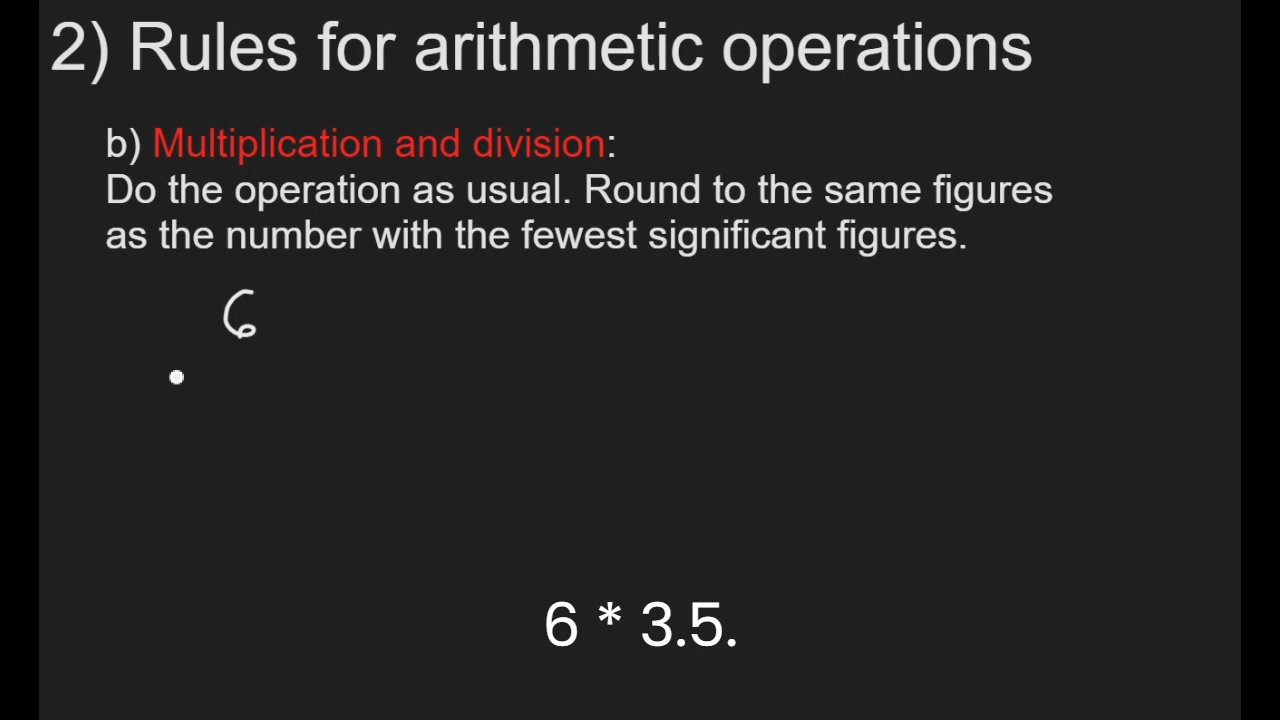 2) Rules for arithmetic operations
b) Multiplication and division:
Do the operation as usual. Round to the same figures
as the number with the fewest significant figures.
6
6 * 3.5.